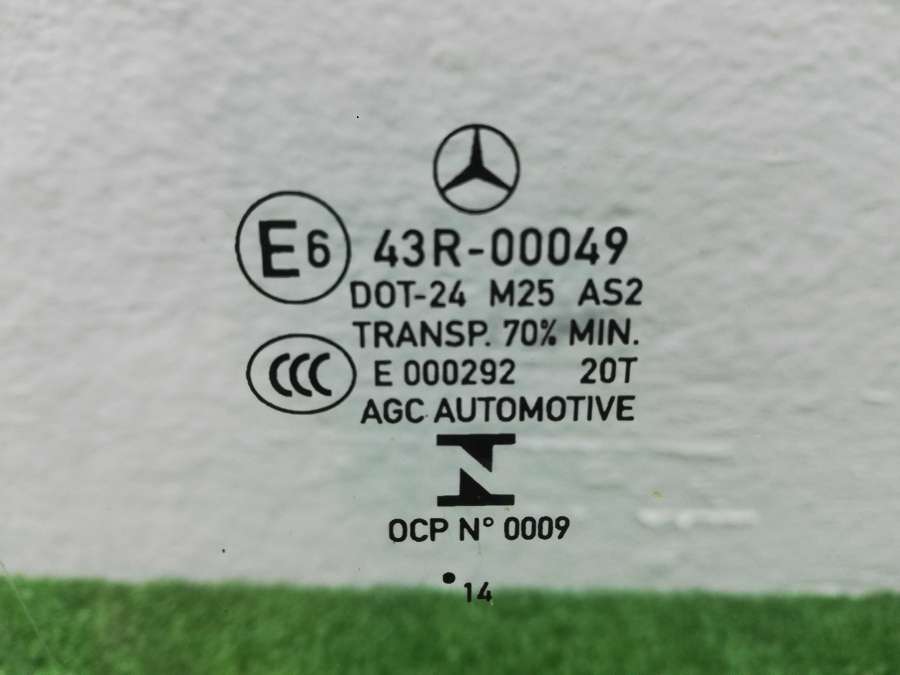 E6 43R-00049
DOT-24 M25 AS2
TRANSP. 70% MIN.
CCC E 000292 20T
AGC AUTOMOTIVE
OCP N° 0009
•14